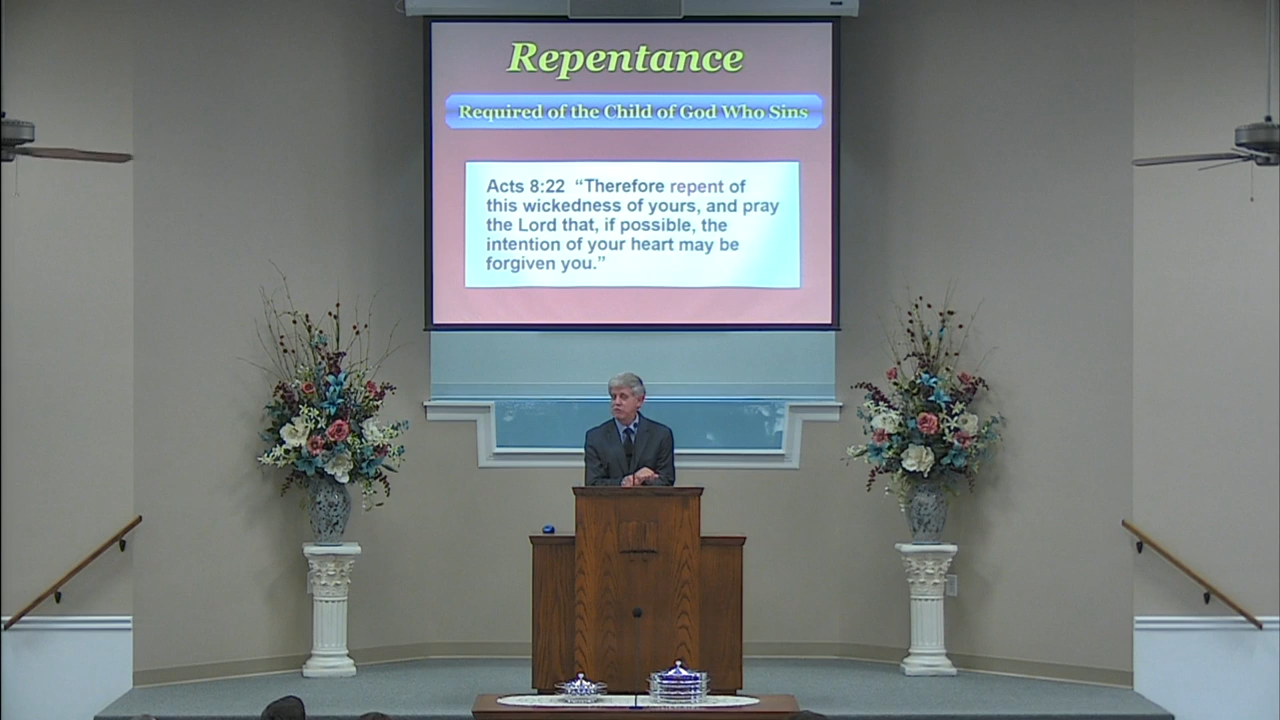 Repentance
Required of the Child of God Who Sins
Acts 8:22 “Therefore repent of
this wickedness of yours, and pray
the Lord that, if possible, the
intention of your heart may be
forgiven you.”